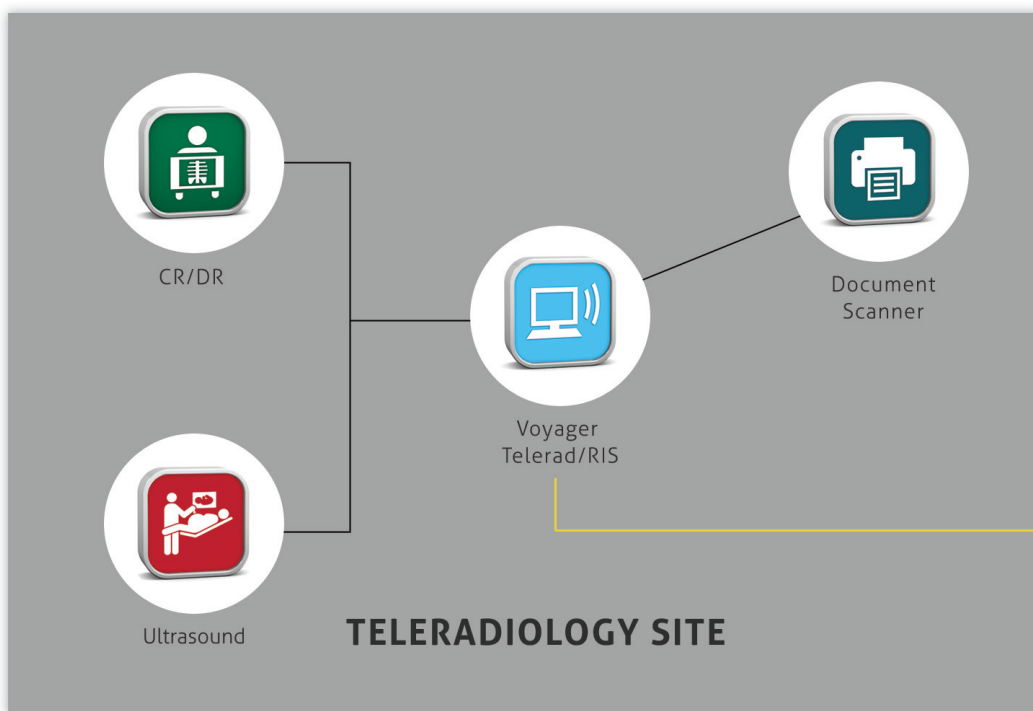 CR/DR
Document
Scanner
Voyager
Telerad/RIS
Ultrasound
TELERADIOLOGY SITE